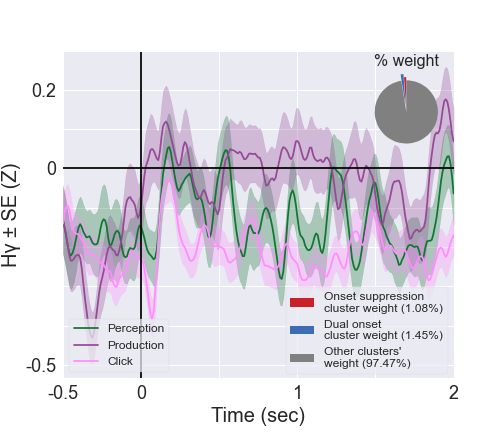 % weight
0.2
0
-0.5
Hγ ± SE (Z)
Perception
Production
Click
Onset suppression
cluster weight (1.08%)
Dual onset
cluster weight (1.45%)
Other clusters'
weight (97.47%)
-0.5
0
1
2
Time (sec)